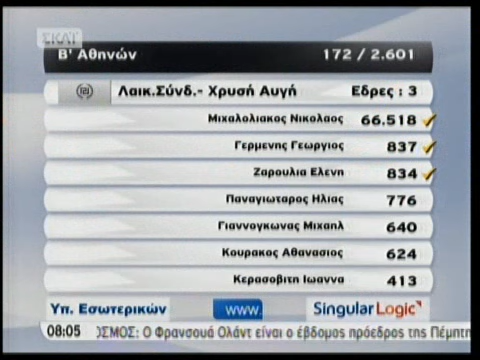 ΣΚΑΪ
Β' Αθηνών 172 / 2.601
Λαικ.Σύνδ.- Χρυσή Αυγή Εδρες : 3
Μιχαλολιακος Νικολαος 66.518
Γερμενης Γεωργιος 837
Ζαρουλια Ελενη 834
Παναγιωταρος Ηλιας 776
Γιαννογκωνας Μιχαηλ 640
Κουρακος Αθανασιος 624
Κερασοβιτη Ιωαννα 413
Υπ. Εσωτερικών www. SingularLogic
08:05 ΟΣΜΟΣ: Ο Φρανσουά Ολάντ είναι ο έβδομος πρόεδρος της Πέμπτη